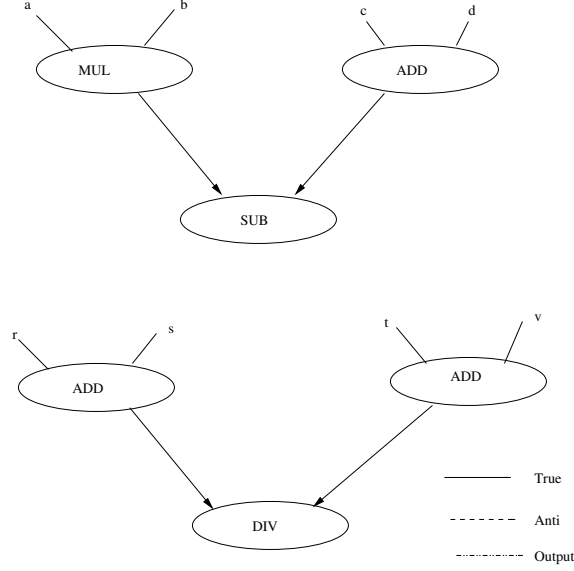 a b c d
MUL ADD
SUB
r s t v
ADD ADD
DIV
True
Anti
Output